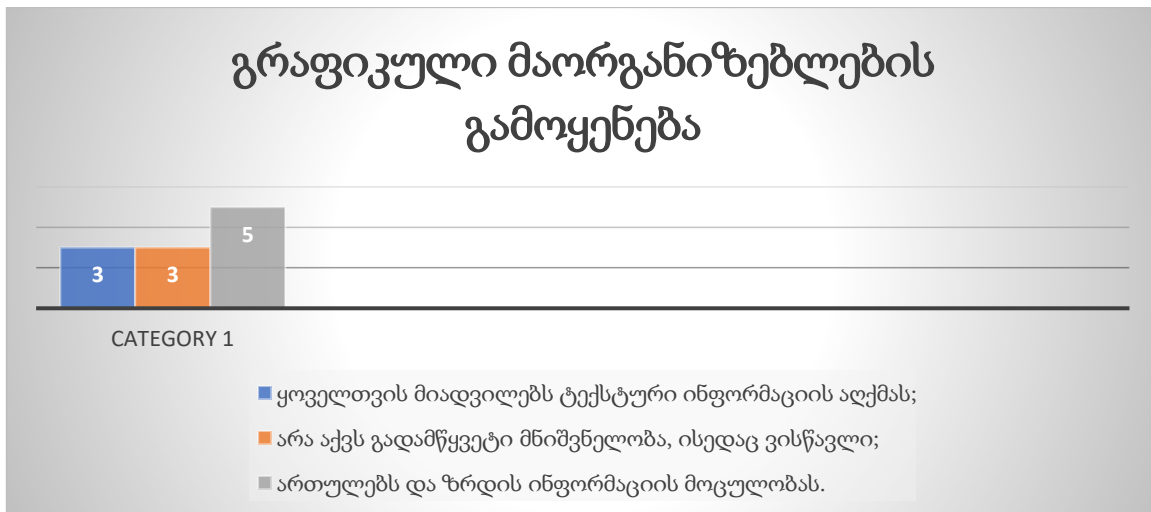 გრაფიკული მაორგანიზებლების
გამოყენება
3
3
5
CATEGORY 1
ყოველთვის მიადვილებს ტექსტური ინფორმაციის აღქმას;
არა აქვს გადამწყვეტი მნიშვნელობა, ისედაც ვისწავლი;
ართულებს და ზრდის ინფორმაციის მოცულობას.